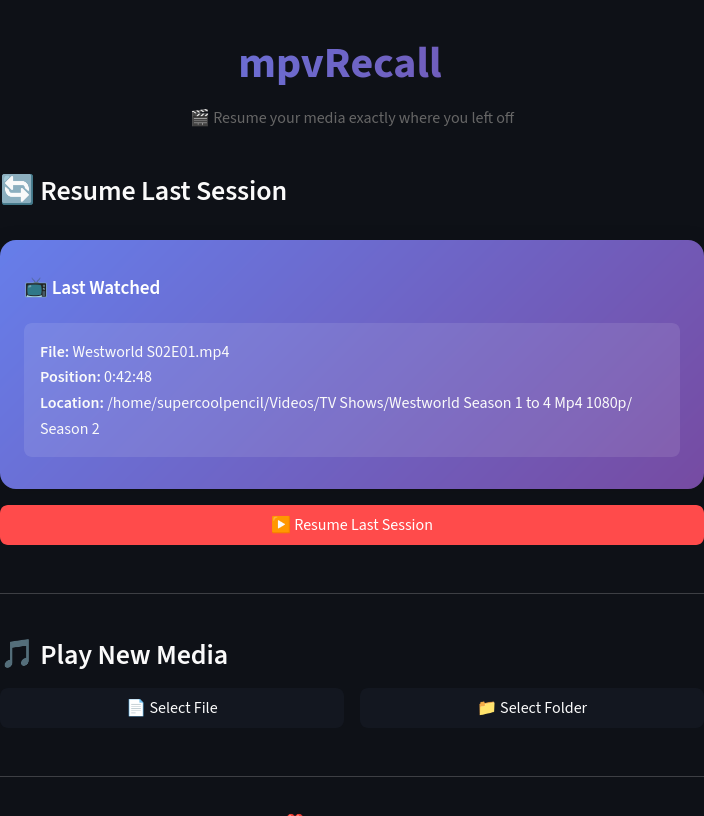 mpvRecall
🎬 Resume your media exactly where you left off
🔄 Resume Last Session
📺 Last Watched
File: Westworld S02E01.mp4
Position: 0:42:48
Location: /home/supercoolpencil/Videos/TV Shows/Westworld Season 1 to 4 Mp4 1080p/
Season 2
▶️ Resume Last Session
🎵 Play New Media
📄 Select File
📁 Select Folder